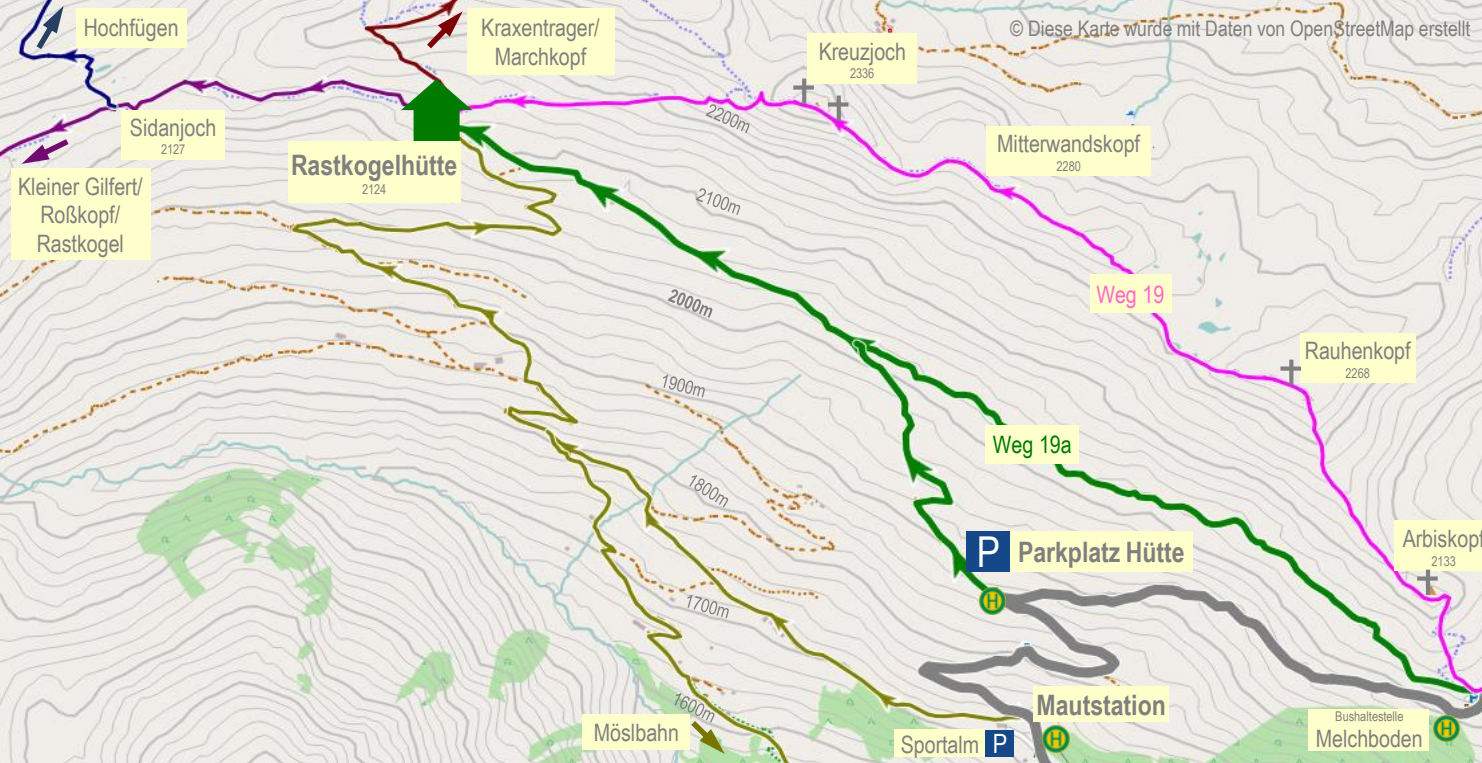 Hochfügen
Kraxentrager/
Marchkopf
© Diese Karte wurde mit Daten von OpenStreetMap erstellt
Kreuzjoch
2336
Sidanjoch
2127
2200m
Mitterwandskopf
2280
Rastkogelhütte
2124
Kleiner Gilfert/
Roßkopf/
Rastkogel
2100m
Weg 19
2000m
Rauhenkopf
2268
1900m
Weg 19a
1800m
Arbiskopf
2133
P Parkplatz Hütte
H
1700m
Mautstation
1600m
Möslbahn
Sportalm P
H
Bushaltestelle
Melchboden
H